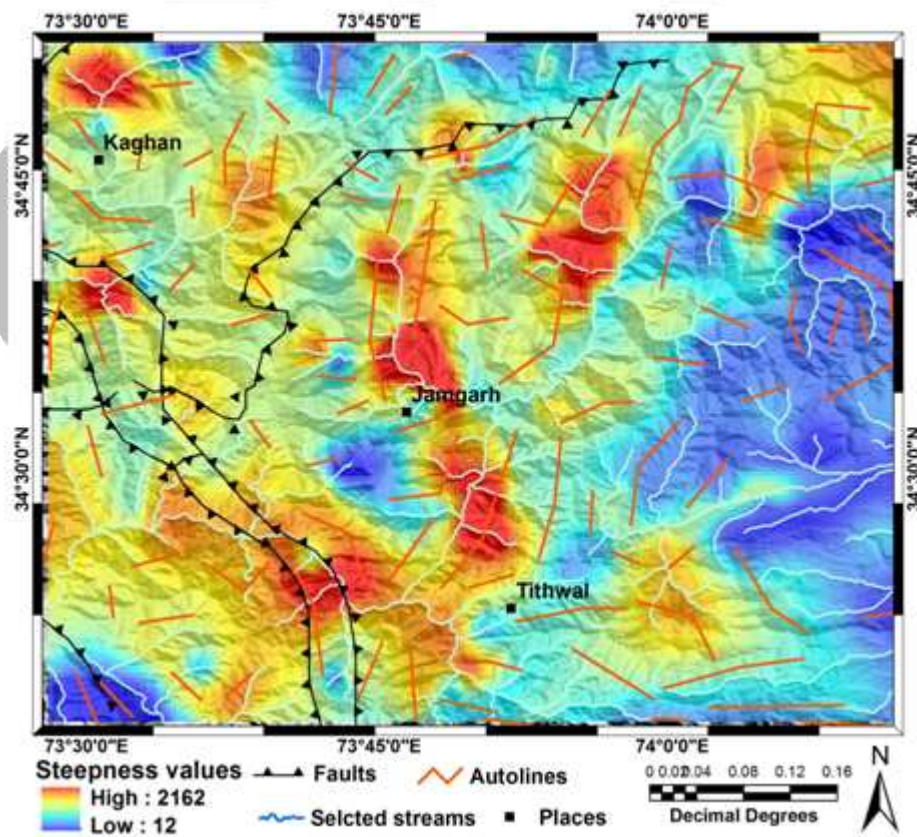 73°30'0"E 73°45'0"E 74°0'0"E
34°45'0"N 34°45'0"N
Kaghan
Jamgarh
34°30'0"N 34°30'0"N
Tithwal
73°30'0"E 73°45'0"E 74°0'0"E
Steepness values Faults Autolines
High : 2162
Low : 12
Selcted streams Places
0 0.04 0.08 0.12 0.16
Decimal Degrees
N